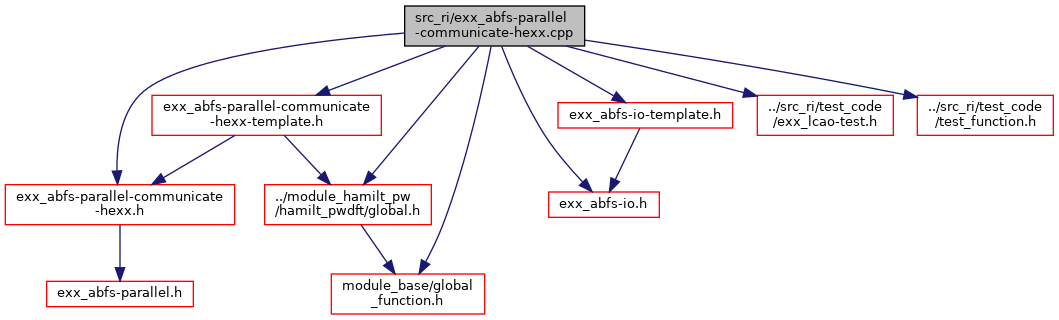 src_ri/exx_abfs-parallel
-communicate-hexx.cpp
exx_abfs-parallel-communicate
-hexx-template.h
exx_abfs-io-template.h
../src_ri/test_code
/exx_lcao-test.h
../src_ri/test_code
/test_function.h
exx_abfs-parallel-communicate
-hexx.h
../module_hamilt_pw
/hamilt_pwdft/global.h
exx_abfs-io.h
exx_abfs-parallel.h
module_base/global
_function.h